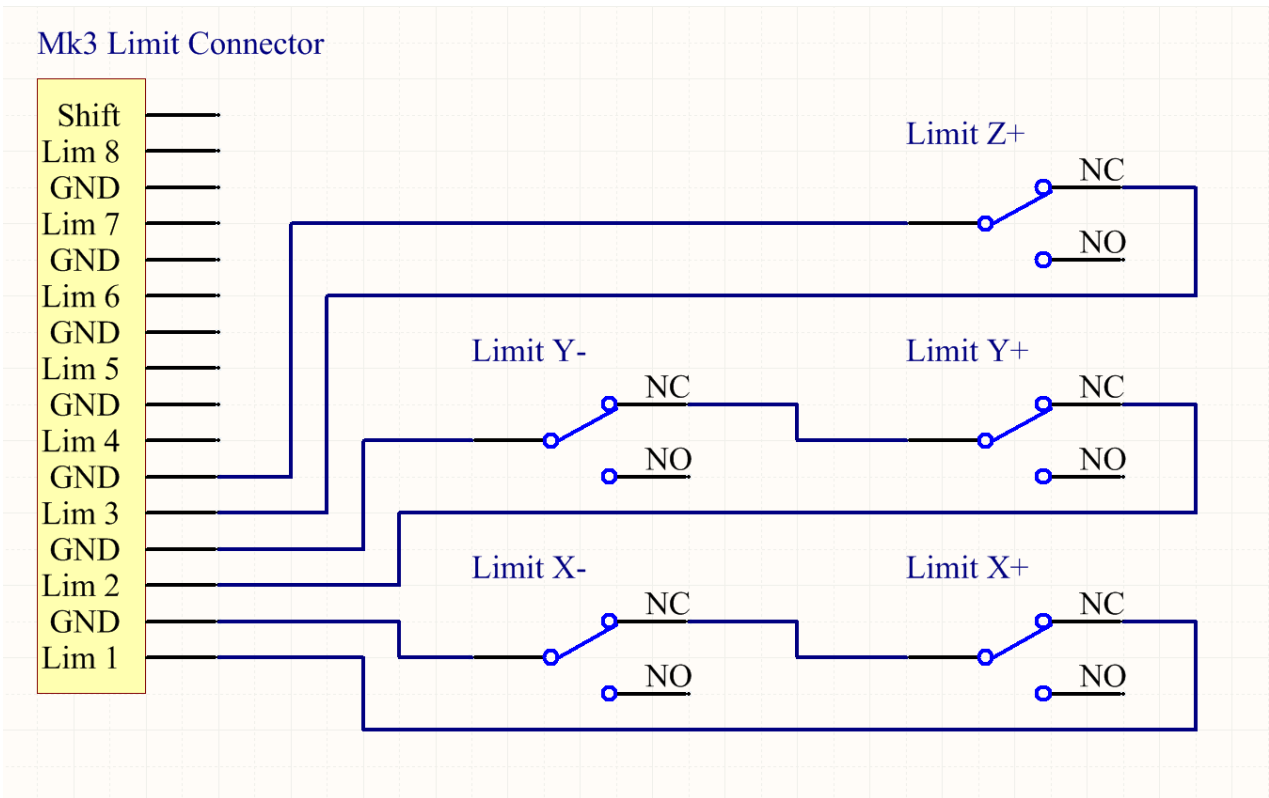 Mk3 Limit Connector
Shift
Lim 8
GND
Lim 7
GND
Lim 6
GND
Lim 5
GND
Lim 4
GND
Lim 3
GND
Lim 2
GND
Lim 1
Limit Z+
NC
NO
Limit Y-
NC
NO
Limit Y+
NC
NO
Limit X-
NC
NO
Limit X+
NC
NO